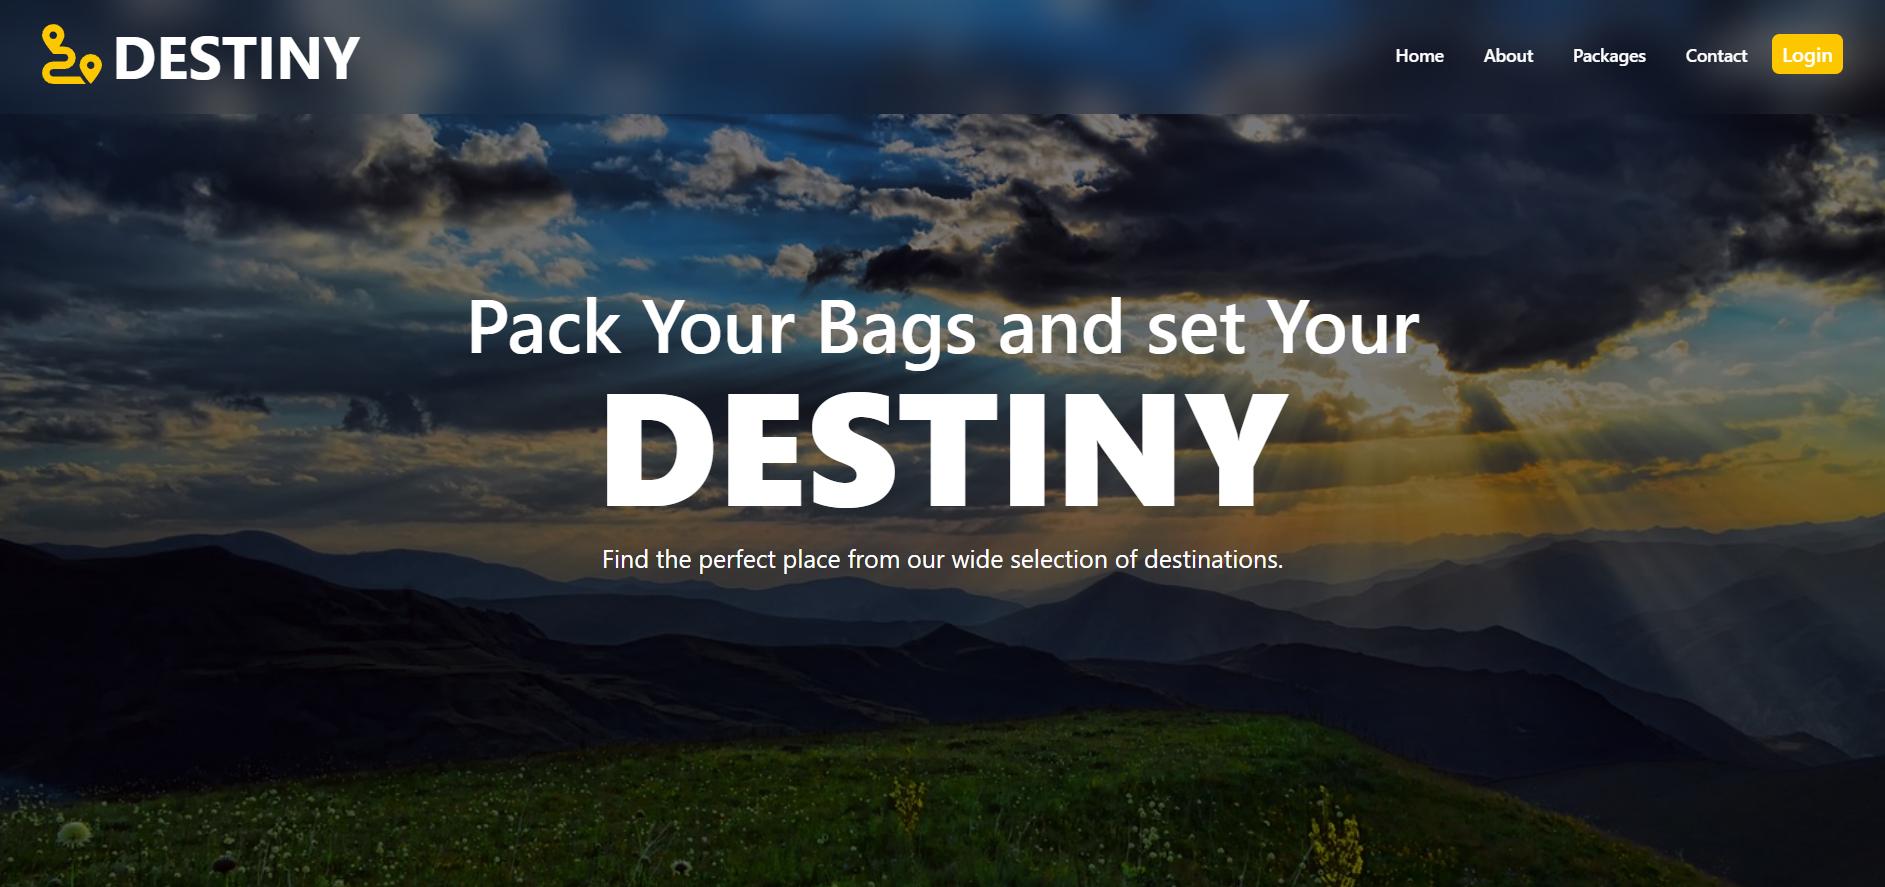 DESTINY
Home About Packages Contact Login
Pack Your Bags and set Your
DESTINY
Find the perfect place from our wide selection of destinations.